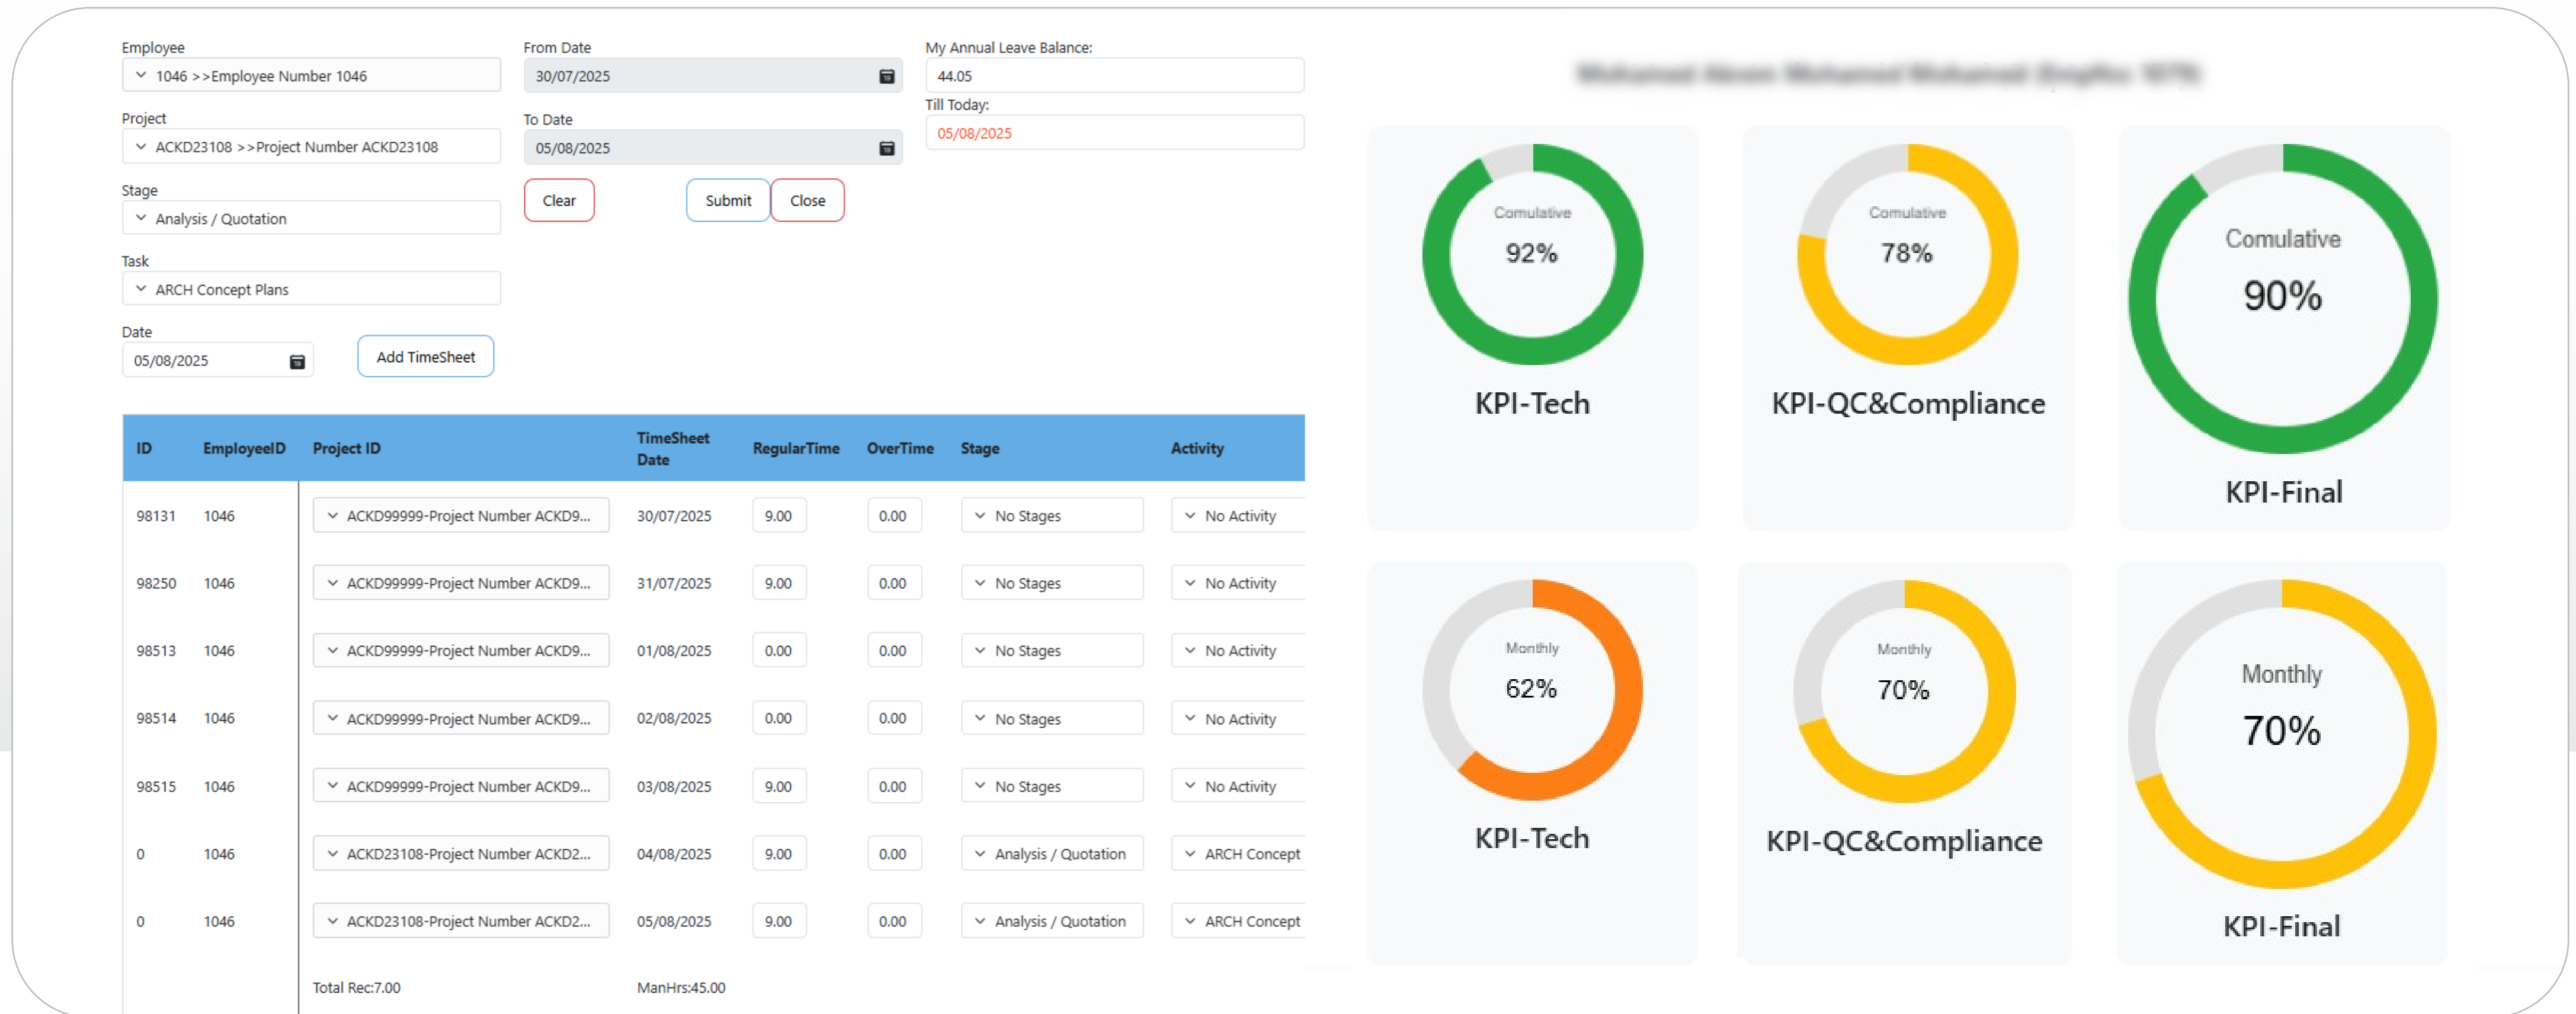 Employee
1046 >>Employee Number 1046
Project
ACKD23108 >>Project Number ACKD23108
Stage
Analysis / Quotation
Task
ARCH Concept Plans
Date
05/08/2025
Add TimeSheet
From Date
30/07/2025
To Date
05/08/2025
Clear
Submit
Close
My Annual Leave Balance:
44.05
Till Today:
05/08/2025
ID EmployeeID Project ID TimeSheet Date RegularTime OverTime Stage Activity
98131 1046 ACKD99999-Project Number ACKD9... 30/07/2025 9.00 0.00 No Stages No Activity
98250 1046 ACKD99999-Project Number ACKD9... 31/07/2025 9.00 0.00 No Stages No Activity
98513 1046 ACKD99999-Project Number ACKD9... 01/08/2025 0.00 0.00 No Stages No Activity
98514 1046 ACKD99999-Project Number ACKD9... 02/08/2025 0.00 0.00 No Stages No Activity
98515 1046 ACKD99999-Project Number ACKD9... 03/08/2025 9.00 0.00 No Stages No Activity
0 1046 ACKD23108-Project Number ACKD2... 04/08/2025 9.00 0.00 Analysis / Quotation ARCH Concept
0 1046 ACKD23108-Project Number ACKD2... 05/08/2025 9.00 0.00 Analysis / Quotation ARCH Concept
Total Rec:7.00 ManHrs:45.00
Comulative
92%
KPI-Tech
Comulative
78%
KPI-QC&Compliance
Comulative
90%
KPI-Final
Monthly
62%
KPI-Tech
Monthly
70%
KPI-QC&Compliance
Monthly
70%
KPI-Final